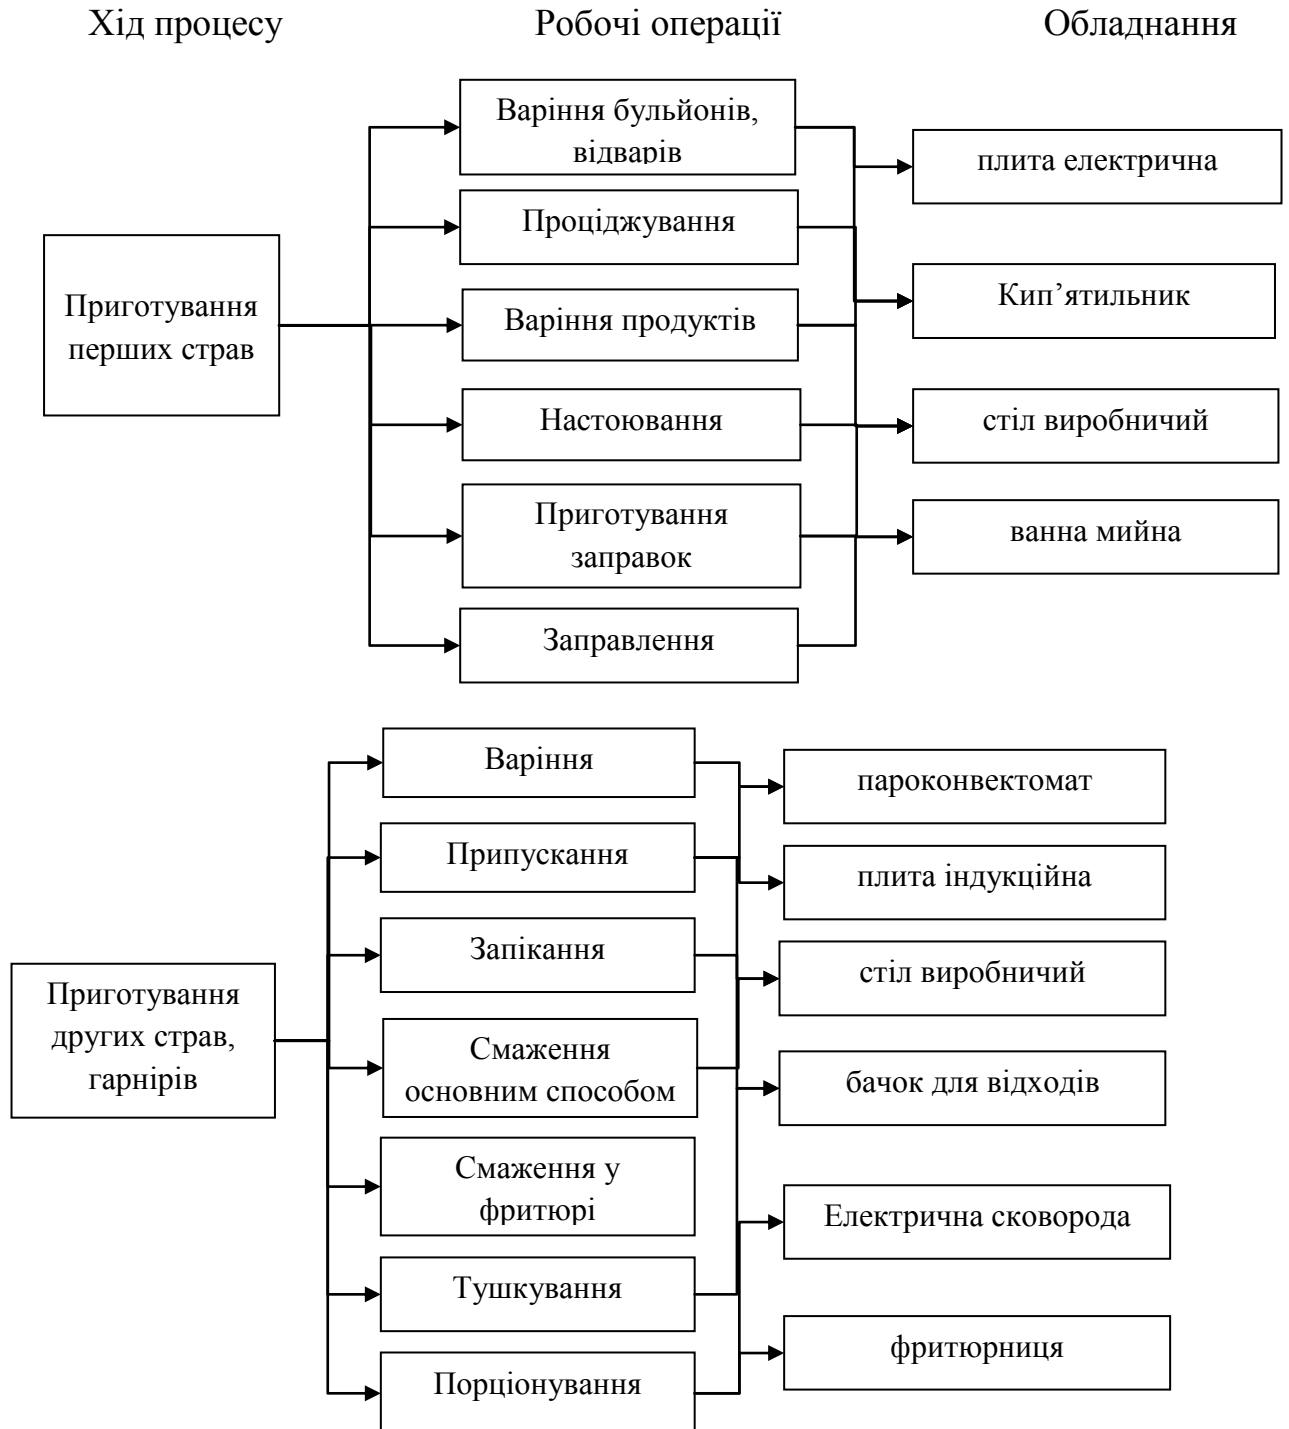 Хід процесу
Робочі операції
Обладнання
Варіння бульйонів,
відварів
Проціджування
Варіння продуктів
Настоювання
Приготування
заправок
Заправлення
Приготування
перших страв
плита електрична
Кип’ятильник
стіл виробничий
ванна мийна
Приготування
других страв,
гарнірів
Варіння
Припускання
Запікання
Смаження
основним способом
Смаження у
фритюрі
Тушкування
Порціонування
пароконвектомат
плита індукційна
стіл виробничий
бачок для відходів
Електрична сковорода
фритюрниця